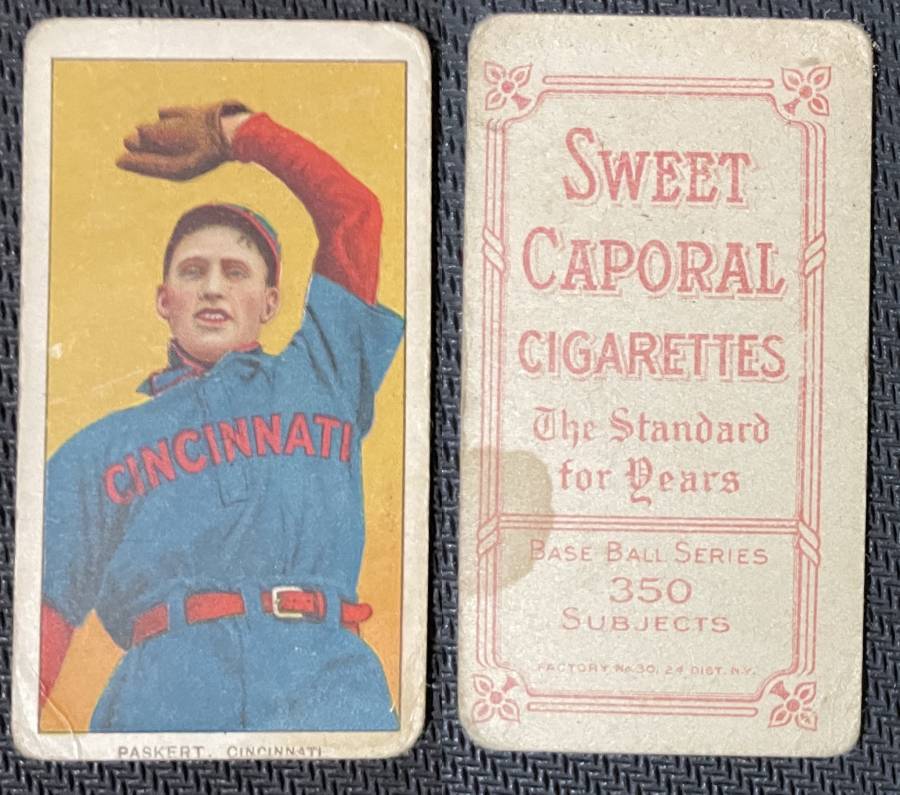 CINCINNATI
PASKERT, CINCINNATI
SWEET
CAPORAL
CIGARETTES
The Standard
for Years
BASE BALL SERIES
350
SUBJECTS
FACTORY No. 30, 2d DIST. N.Y.